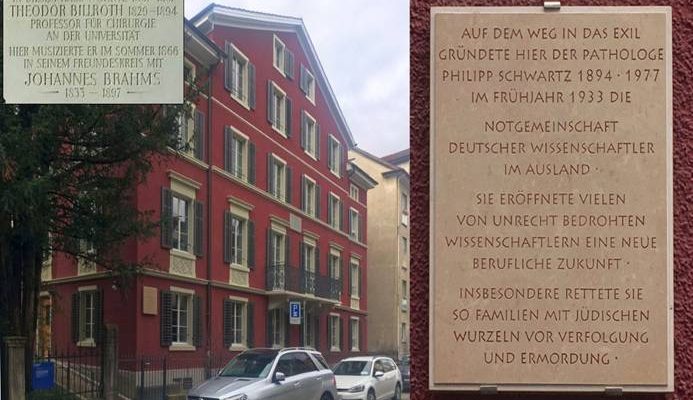 THEODOR BILLROTH 1829–1894
PROFESSOR FÜR CHIRURGIE
AN DER UNIVERSITÄT
HIER MUSIZIERTE ER IM SOMMER 1866
IN SEINEM FREUNDESKREIS MIT
JOHANNES BRAHMS
1833 – 1897
P
AUF DEM WEG IN DAS EXIL
GRÜNDETE HIER DER PATHOLOGE
PHILIPP SCHWARTZ 1894 · 1977
IM FRÜHJAHR 1933 DIE
NOTGEMEINSCHAFT
DEUTSCHER WISSENSCHAFTLER
IM AUSLAND ·
SIE ERÖFFNETE VIELEN
VON UNRECHT BEDROHTEN
WISSENSCHAFTLERN EINE NEUE
BERUFLICHE ZUKUNFT ·
INSBESONDERE RETTETE SIE
SO FAMILIEN MIT JÜDISCHEN
WURZELN VOR VERFOLGUNG
UND ERMORDUNG ·